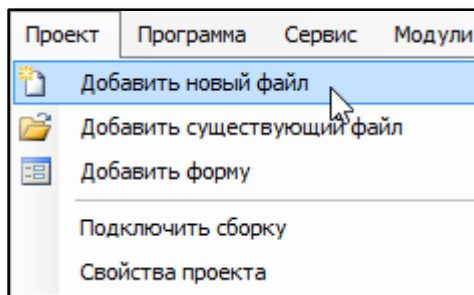 Проект Программа Сервис Модули
Добавить новый файл
Добавить существующий файл
Добавить форму
Подключить сборку
Свойства проекта